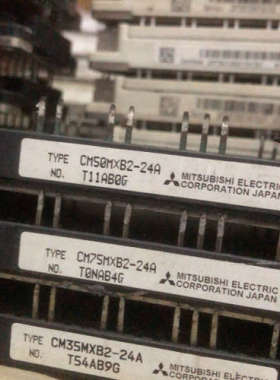 TYPE CM50MXB2-24A
NO. T11AB0G
MITSUBISHI ELECTRIC
CORPORATION JAPAN
TYPE CM75MXB2-24A
NO. T0NAB4G
MITSUBISHI ELECTRIC
CORPORATION JAPAN
TYPE CM35MXB2-24A
NO. T54AB9G
MITSUBISHI ELECTRIC
CORPORATION JAPAN